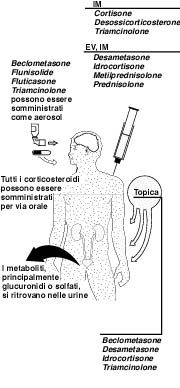 IM
Cortisone
Desossicorticosterone
Triamcinolone
EV, IM
Desametasone
Idrocortisone
Metilprednisolone
Prednisolone
Beclometasone
Flunisolide
Fluticasone
Triamcinolone
possono essere
somministrati
come aerosol
Tutti i corticosteroidi
possono essere
somministrati
per via orale
Topica
I metaboliti,
principalmente
glucuronidi o solfati,
si ritrovano nelle urine
Beclometasone
Desametasone
Idrocortisone
Triamcinolone